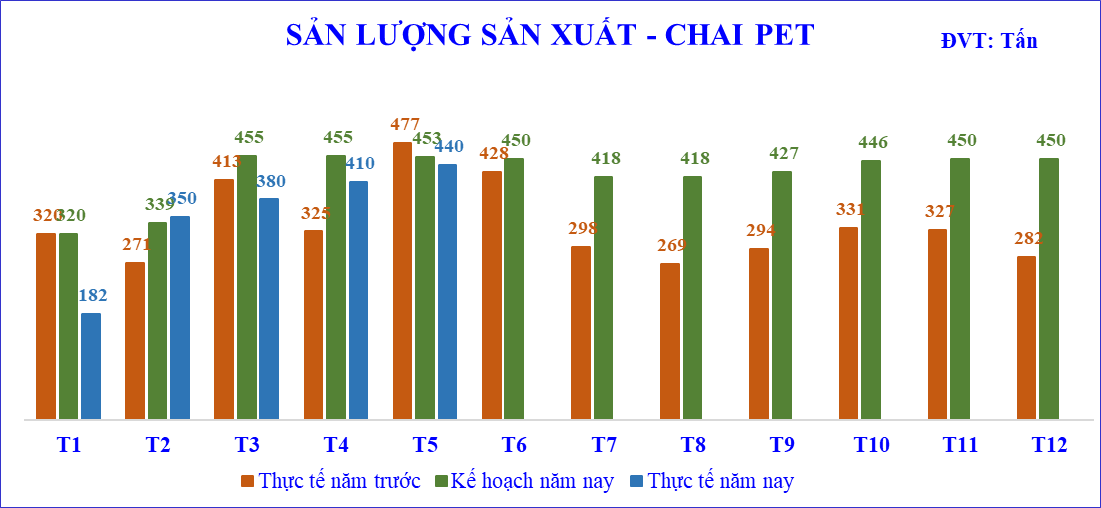 SẢN LƯỢNG SẢN XUẤT - CHAI PET
ĐVT: Tấn
320 320 182
271 339 350
413 455 380
325 455 410
477 453 440
428 450
298 418
269 418
294 427
331 446
327 450
282 450
T1 T2 T3 T4 T5 T6 T7 T8 T9 T10 T11 T12
Thực tế năm trước Kế hoạch năm nay Thực tế năm nay